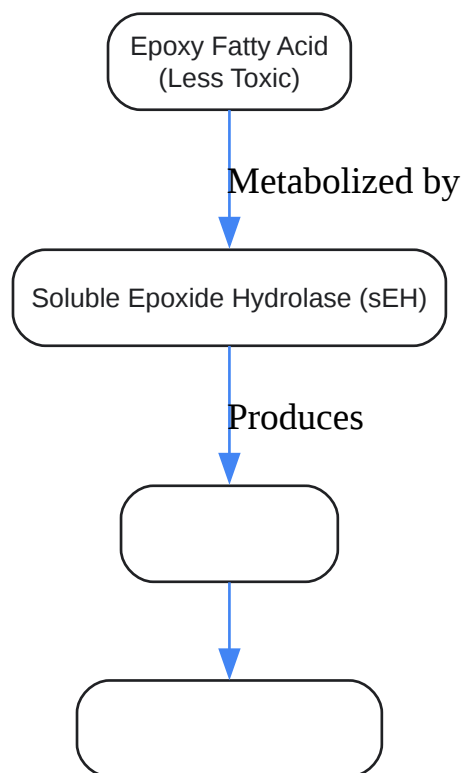 Epoxy Fatty Acid
(Less Toxic)
Metabolized by
Soluble Epoxide Hydrolase (sEH)
Produces